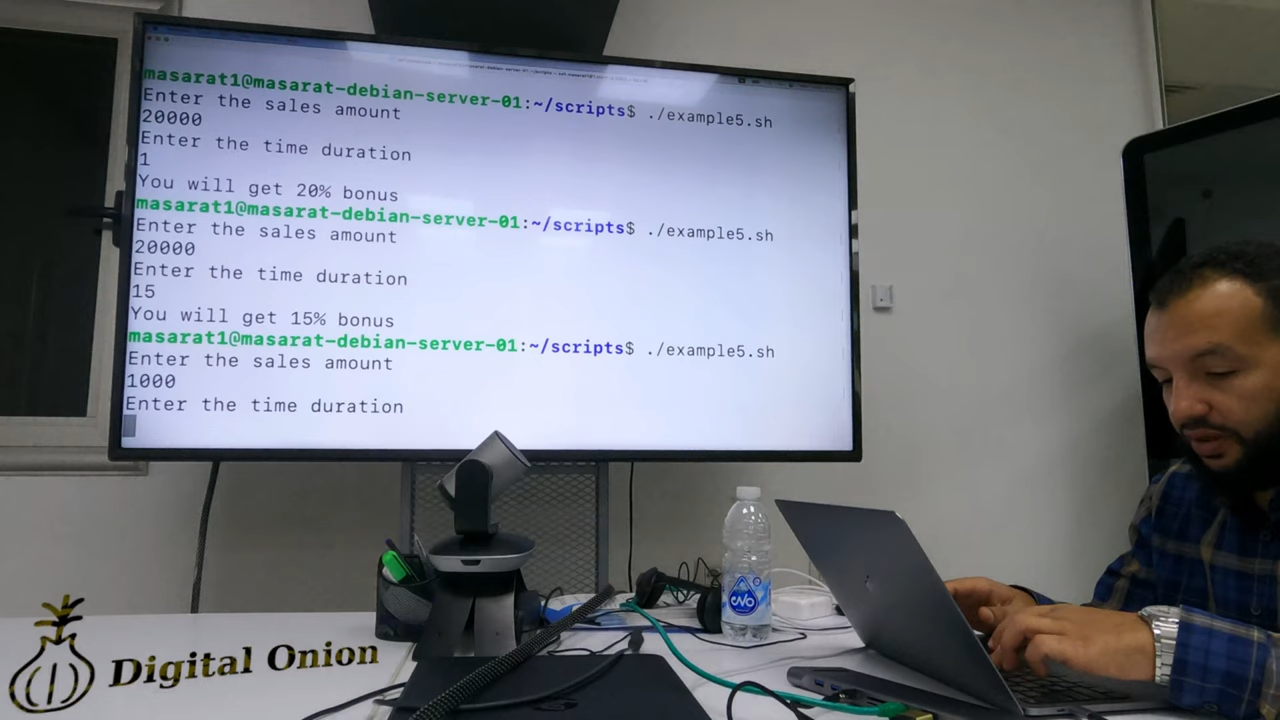 masarat1@masarat-debian-server-01:~/scripts$ ./example5.sh
Enter the sales amount
20000
Enter the time duration
1
You will get 20% bonus
masarat1@masarat-debian-server-01:~/scripts$ ./example5.sh
Enter the sales amount
20000
Enter the time duration
15
You will get 15% bonus
masarat1@masarat-debian-server-01:~/scripts$ ./example5.sh
Enter the sales amount
1000
Enter the time duration
Digital Onion